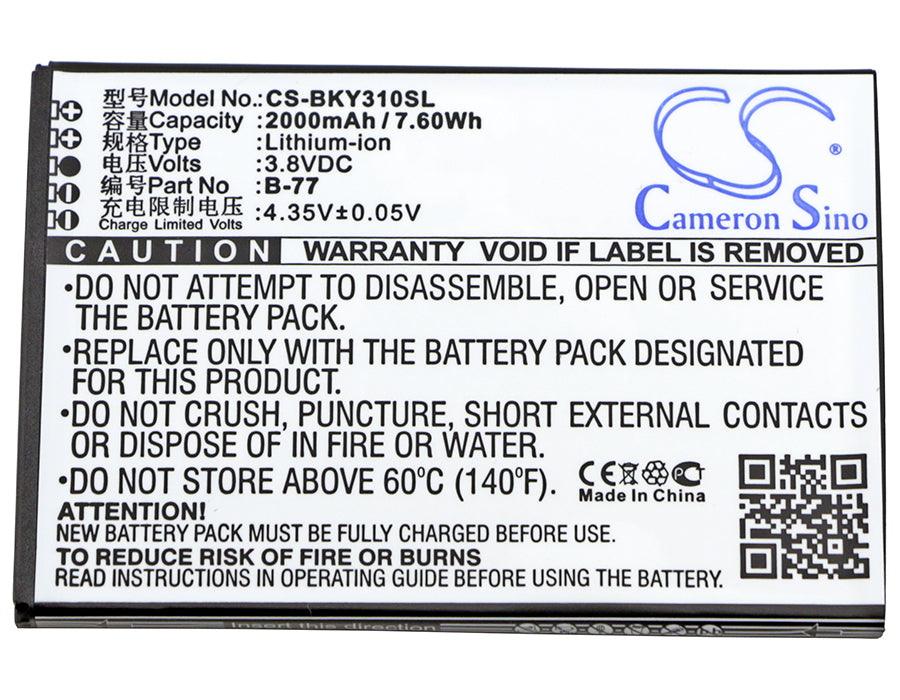 型号Model No.:CS-BKY310SL
容量Capacity :2000mAh / 7.60Wh
规格Type :Lithium-ion
电压Volts :3.8VDC
编号Part No :B-77
充电限制电压
Charge Limited Volts :4.35V±0.05V
CS ®
Cameron Sino
CAUTION WARRANTY VOID IF LABEL IS REMOVED
•DO NOT ATTEMPT TO DISASSEMBLE, OPEN OR SERVICE
THE BATTERY PACK.
•REPLACE ONLY WITH THE BATTERY PACK DESIGNATED
FOR THIS PRODUCT.
•DO NOT CRUSH, PUNCTURE, SHORT EXTERNAL CONTACTS
OR DISPOSE OF IN FIRE OR WATER.
•DO NOT STORE ABOVE 60°C (140°F).
CE
Made In China
ATTENTION!
NEW BATTERY PACK MUST BE FULLY CHARGED BEFORE USE.
TO REDUCE RISK OF FIRE OR BURNS
READ INSTRUCTIONS IN OPERATING GUIDE BEFORE USING THE BATTERY.
Insert this direction